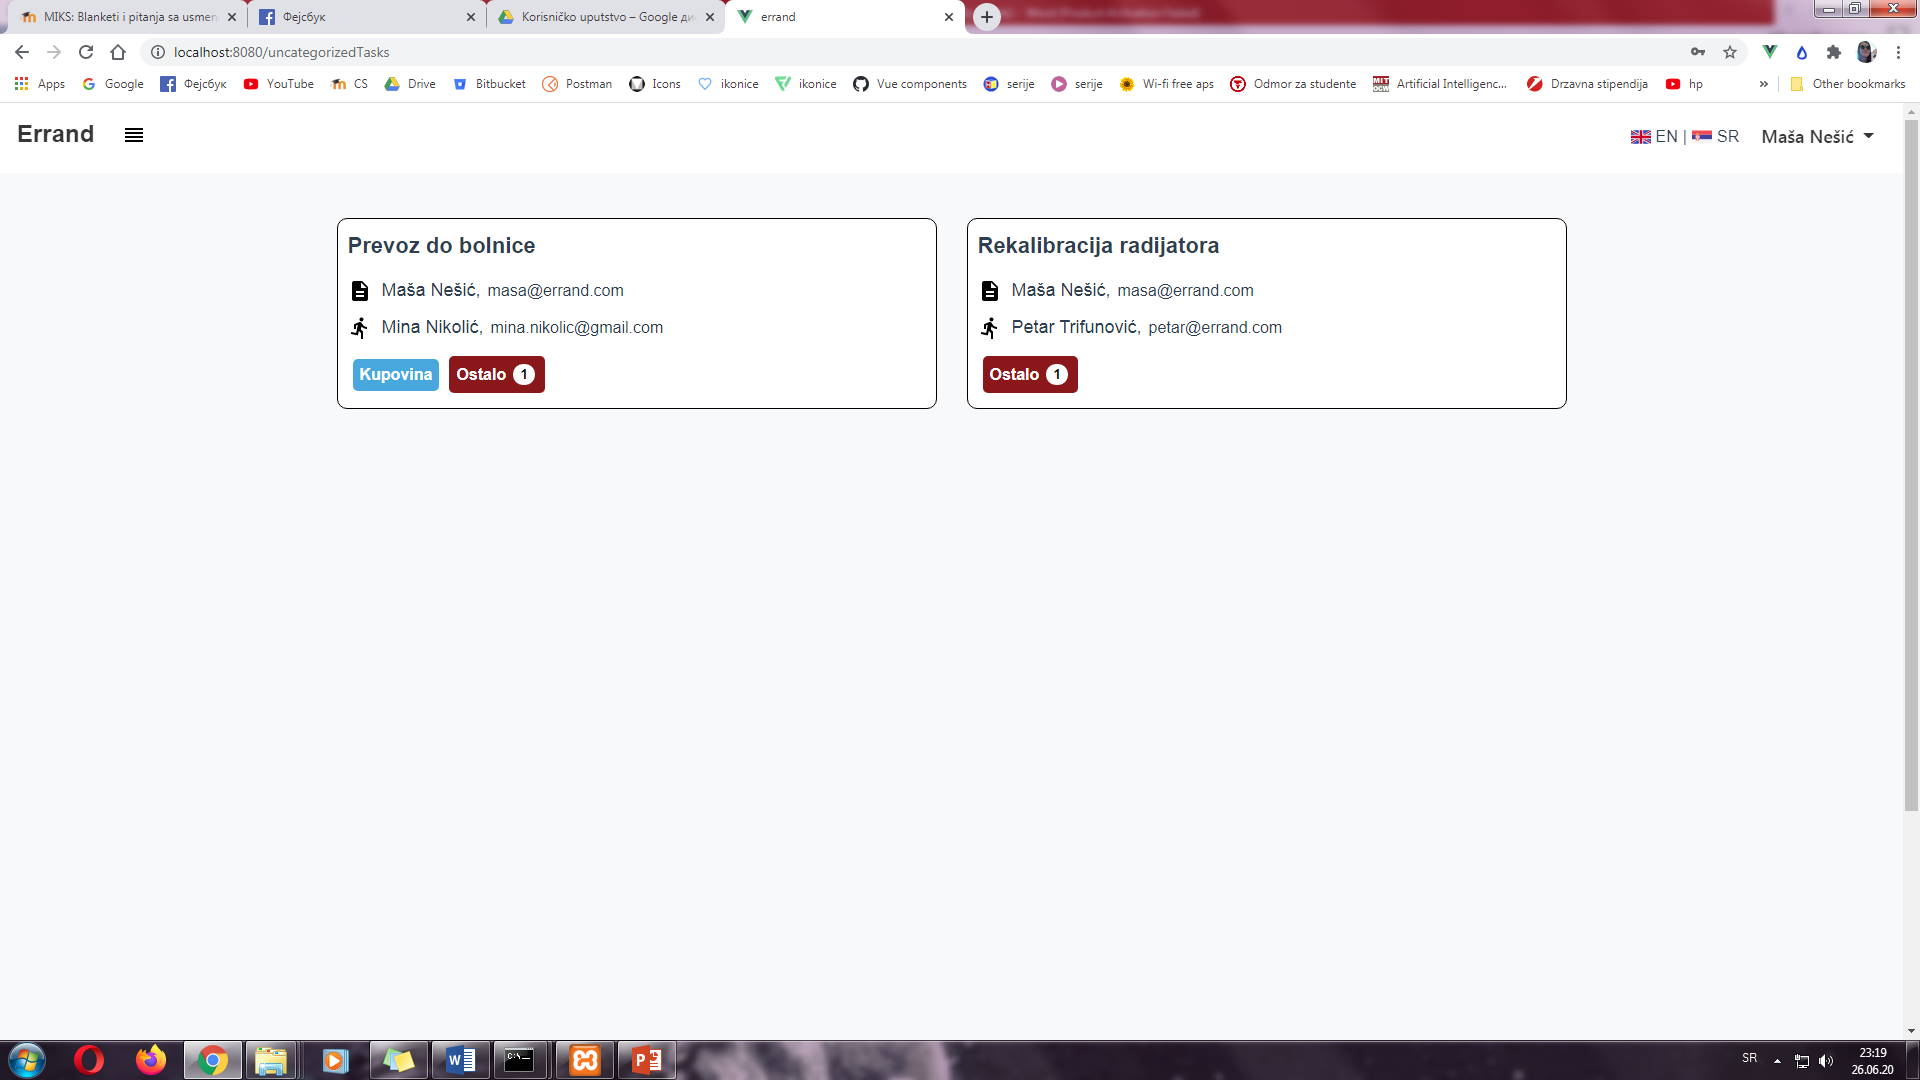 MIKS: Blanketi i pitanja sa usmen
Фејсбук
Korisničko uputstvo – Google ди
errand
localhost:8080/uncategorizedTasks
Apps
Google
Фејсбук
YouTube
CS
Drive
Bitbucket
Postman
Icons
ikonice
ikonice
Vue components
serije
serije
Wi-fi free aps
Odmor za studente
Artificial Intelligenc...
Drzavna stipendija
hp
»
Other bookmarks
Errand
EN | SR
Maša Nešić
Prevoz do bolnice
Maša Nešić, masa@errand.com
Mina Nikolić, mina.nikolic@gmail.com
Kupovina
Ostalo 1
Rekalibracija radijatora
Maša Nešić, masa@errand.com
Petar Trifunović, petar@errand.com
Ostalo 1
SR
23:19
26.06.20